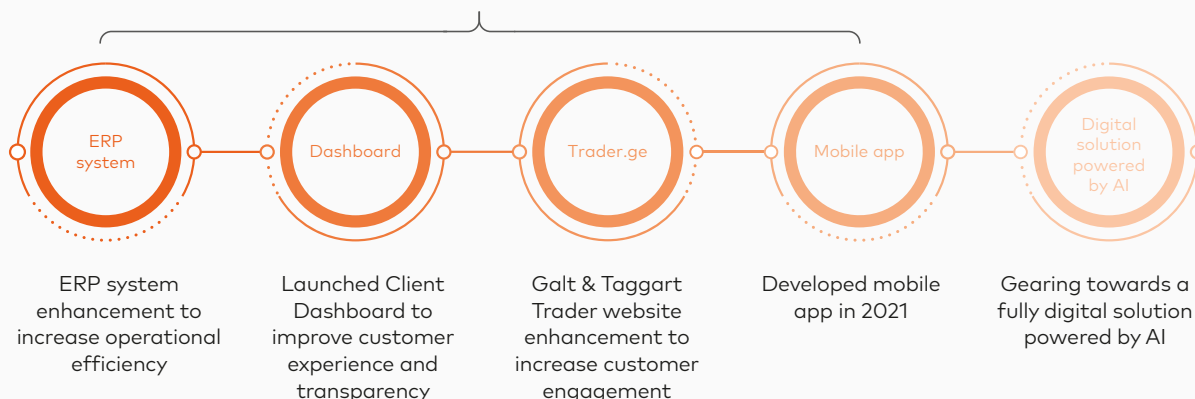 ERP
system
Dashboard
Trader.ge
Mobile app
Digital
solution
powered
by AI
ERP system
enhancement to
increase operational
efficiency
Launched Client
Dashboard to
improve customer
experience and
transparency
Galt & Taggart
Trader website
enhancement to
increase customer
engagement
Developed mobile
app in 2021
Gearing towards a
fully digital solution
powered by AI